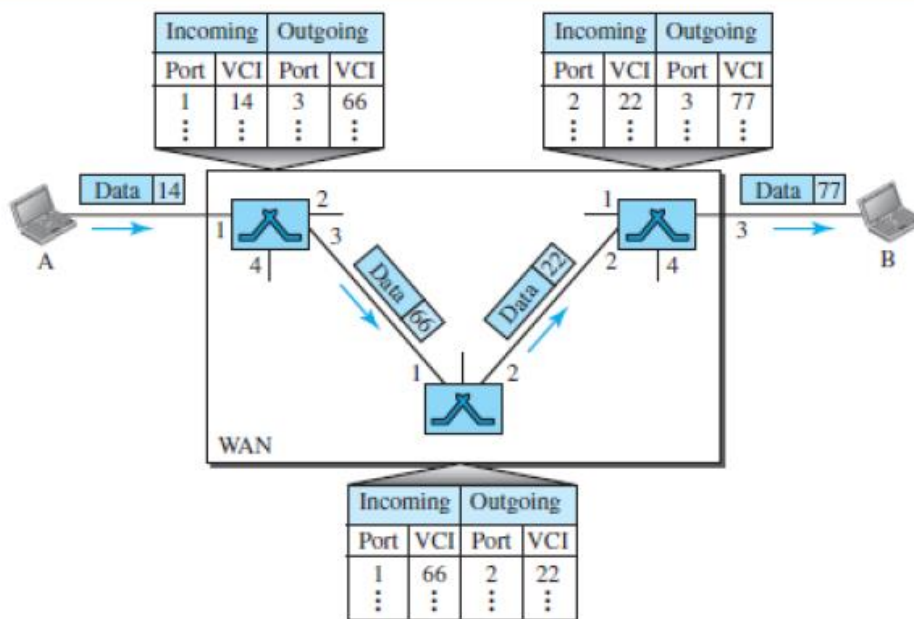 Incoming Outgoing
Port VCI Port VCI
1 14 3 66
⋮ ⋮ ⋮ ⋮
Incoming Outgoing
Port VCI Port VCI
2 22 3 77
⋮ ⋮ ⋮ ⋮
Data 14
A
1
2
3
4
Data 66
1
2
Data 22
1
2
4
3
Data 77
B
WAN
Incoming Outgoing
Port VCI Port VCI
1 66 2 22
⋮ ⋮ ⋮ ⋮